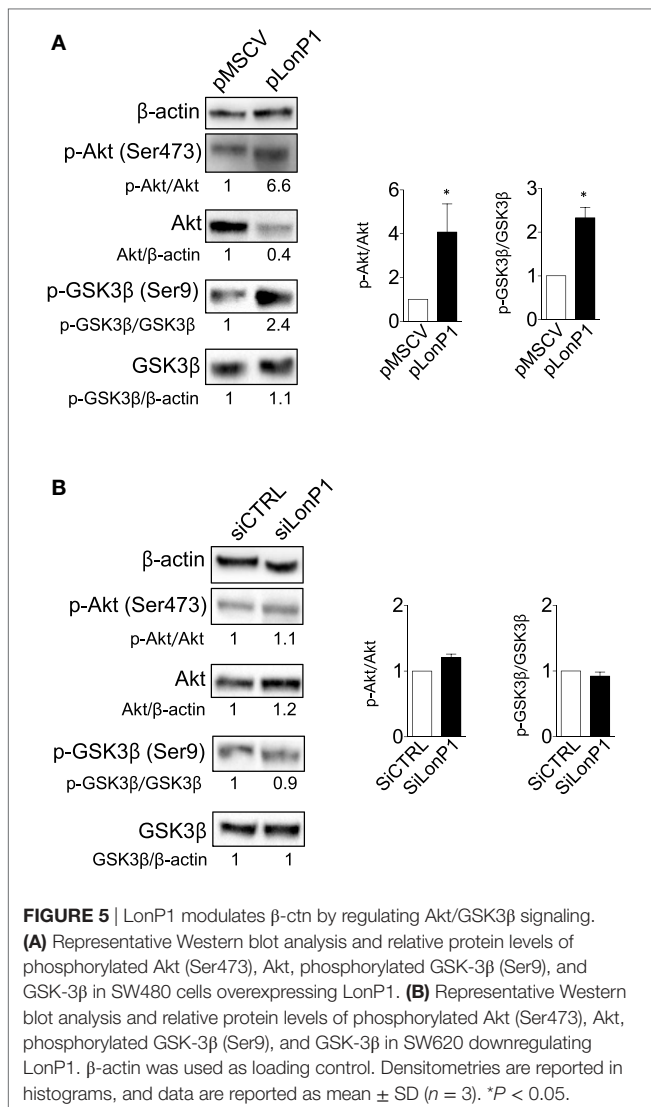 A
pMSCV
pLonP1
β-actin
p-Akt (Ser473)
p-Akt/Akt 1 6.6
Akt
Akt/β-actin 1 0.4
p-GSK3β (Ser9)
p-GSK3β/GSK3β 1 2.4
GSK3β
p-GSK3β/β-actin 1 1.1
p-Akt/Akt
6
4
2
0
*
pMSCV
pLonP1
p-GSK3β/GSK3β
3
2
1
0
*
pMSCV
pLonP1
B
siCTRL
siLonP1
β-actin
p-Akt (Ser473)
p-Akt/Akt 1 1.1
Akt
Akt/β-actin 1 1.2
p-GSK3β (Ser9)
p-GSK3β/GSK3β 1 0.9
GSK3β
GSK3β/β-actin 1 1
p-Akt/Akt
2
1
0
SiCTRL
SiLonP1
p-GSK3β/GSK3β
2
1
0
SiCTRL
SiLonP1
FIGURE 5 | LonP1 modulates β-ctn by regulating Akt/GSK3β signaling.
(A) Representative Western blot analysis and relative protein levels of
phosphorylated Akt (Ser473), Akt, phosphorylated GSK-3β (Ser9), and
GSK-3β in SW480 cells overexpressing LonP1. (B) Representative Western
blot analysis and relative protein levels of phosphorylated Akt (Ser473), Akt,
phosphorylated GSK-3β (Ser9), and GSK-3β in SW620 downregulating
LonP1. β-actin was used as loading control. Densitometries are reported in
histograms, and data are reported as mean ± SD (n = 3). *P < 0.05.